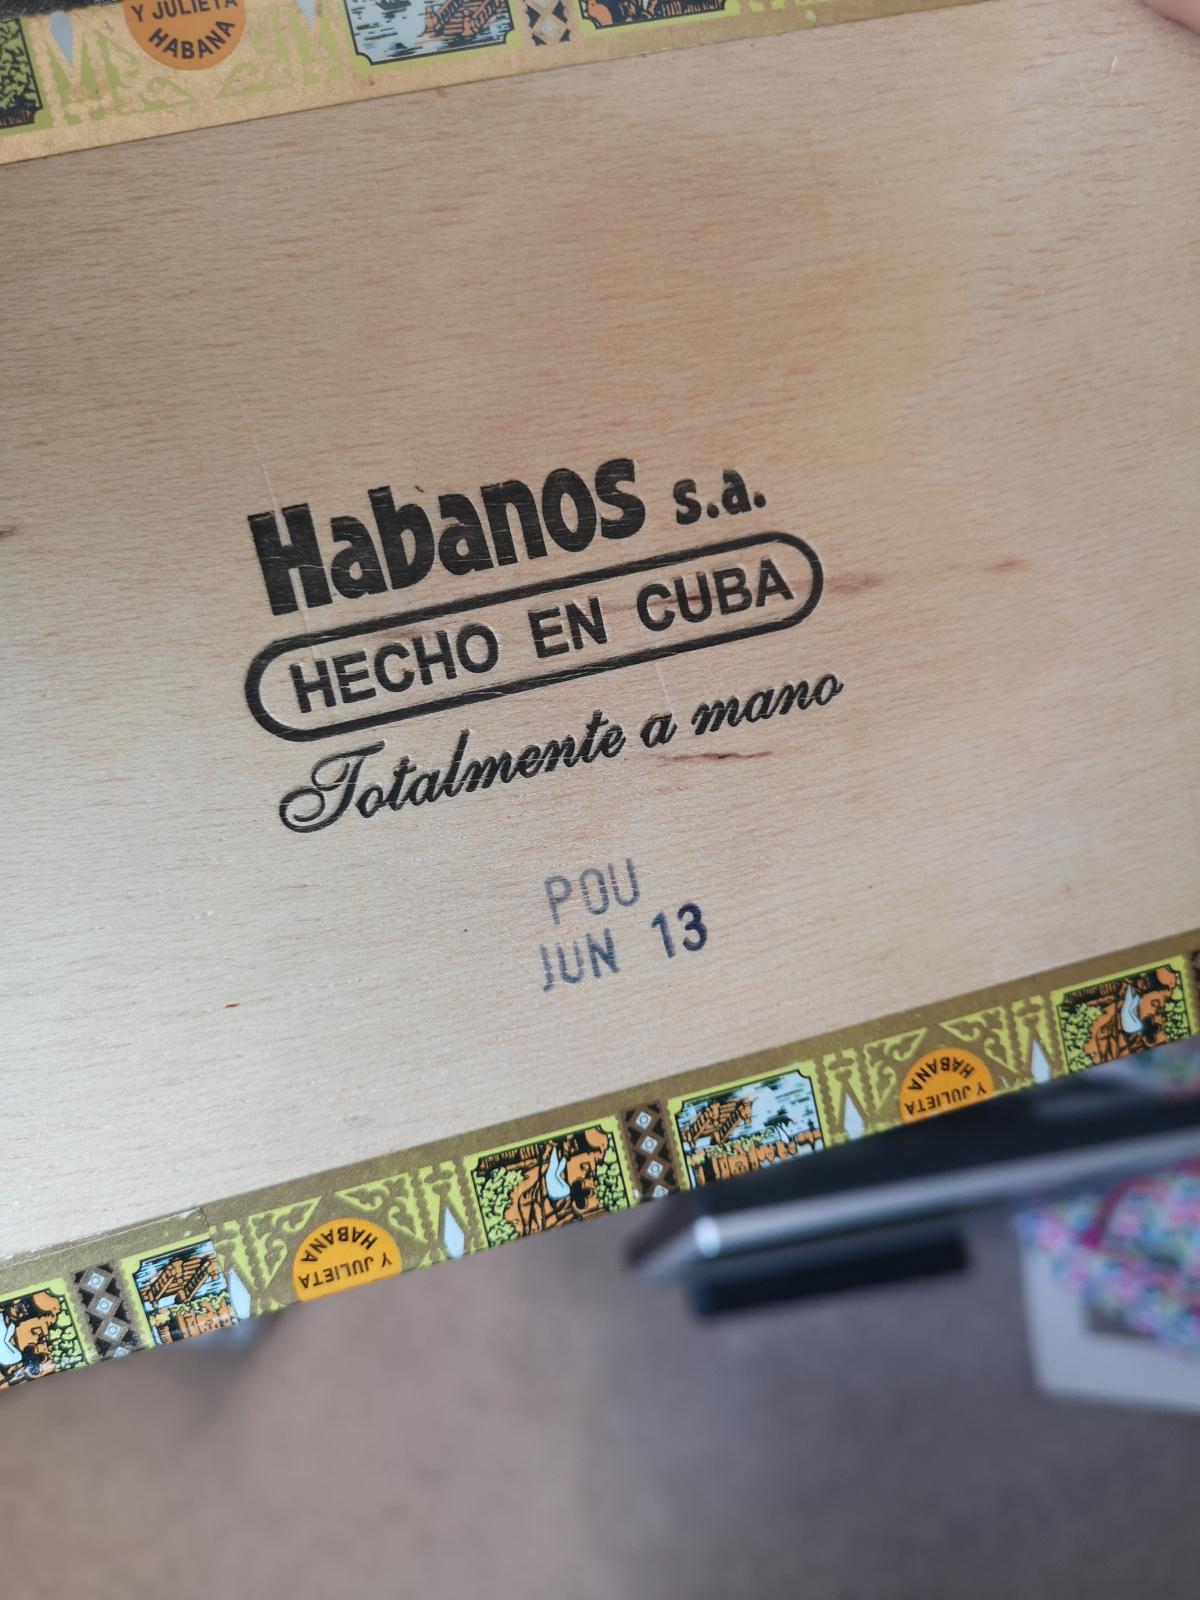 Y JULIETA
HABANA
Habanos s.a.
HECHO EN CUBA
Totalmente a mano
POU
JUN 13
Y JULIETA
HABANA
Y JULIETA
HABANA